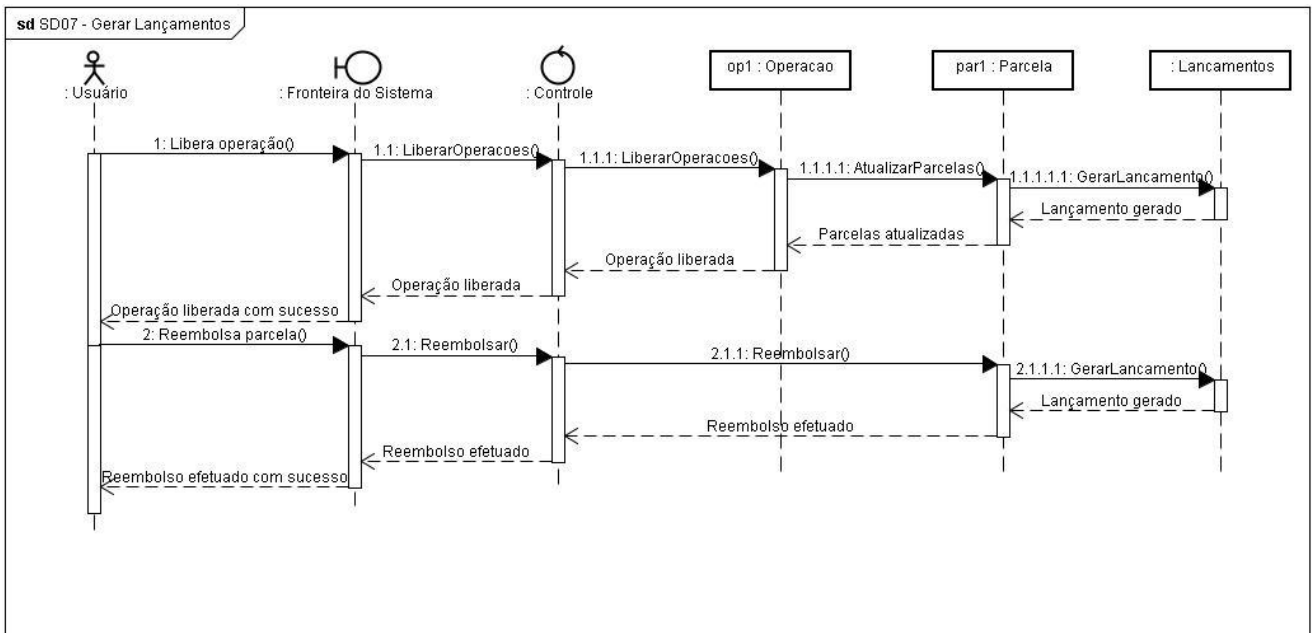 sd SD07 - Gerar Lançamentos
: Usuário
: Fronteira do Sistema
: Controle
op1 : Operacao
par1 : Parcela
: Lancamentos
1: Libera operação()
1.1: LiberarOperacoes()
1.1.1: LiberarOperacoes()
1.1.1.1: AtualizarParcelas()
1.1.1.1.1: GerarLancamento()
Lançamento gerado
Parcelas atualizadas
Operação liberada
Operação liberada
Operação liberada com sucesso
2: Reembolsa parcela()
2.1: Reembolsar()
2.1.1: Reembolsar()
2.1.1.1: GerarLancamento()
Lançamento gerado
Reembolso efetuado
Reembolso efetuado
Reembolso efetuado com sucesso